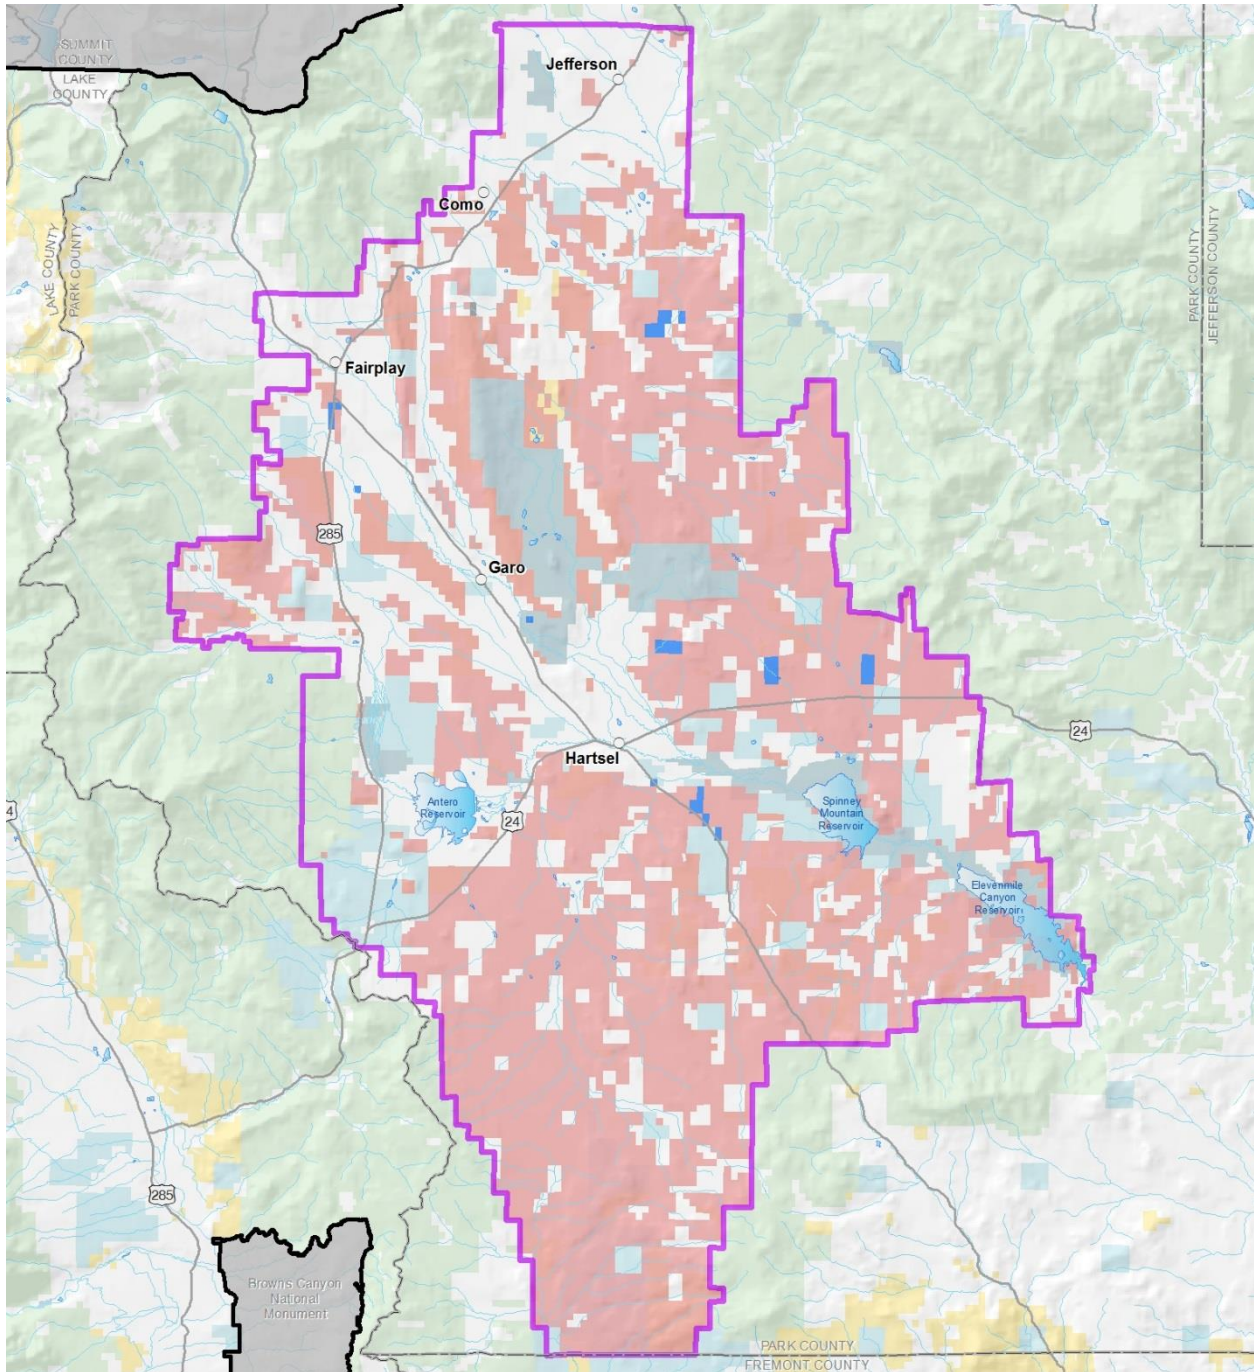 SUMMIT
COUNTY
LAKE
COUNTY
Jefferson
Como
LAKE COUNTY
PARK COUNTY
PARK COUNTY
JEFFERSON COUNTY
Fairplay
285
Garo
24
Hartsel
Antero
Reservoir
24
Spinney
Mountain
Reservoir
4
Elevenmile
Canyon
Reservoir
285
Browns Canyon
National
Monument
PARK COUNTY
FREMONT COUNTY